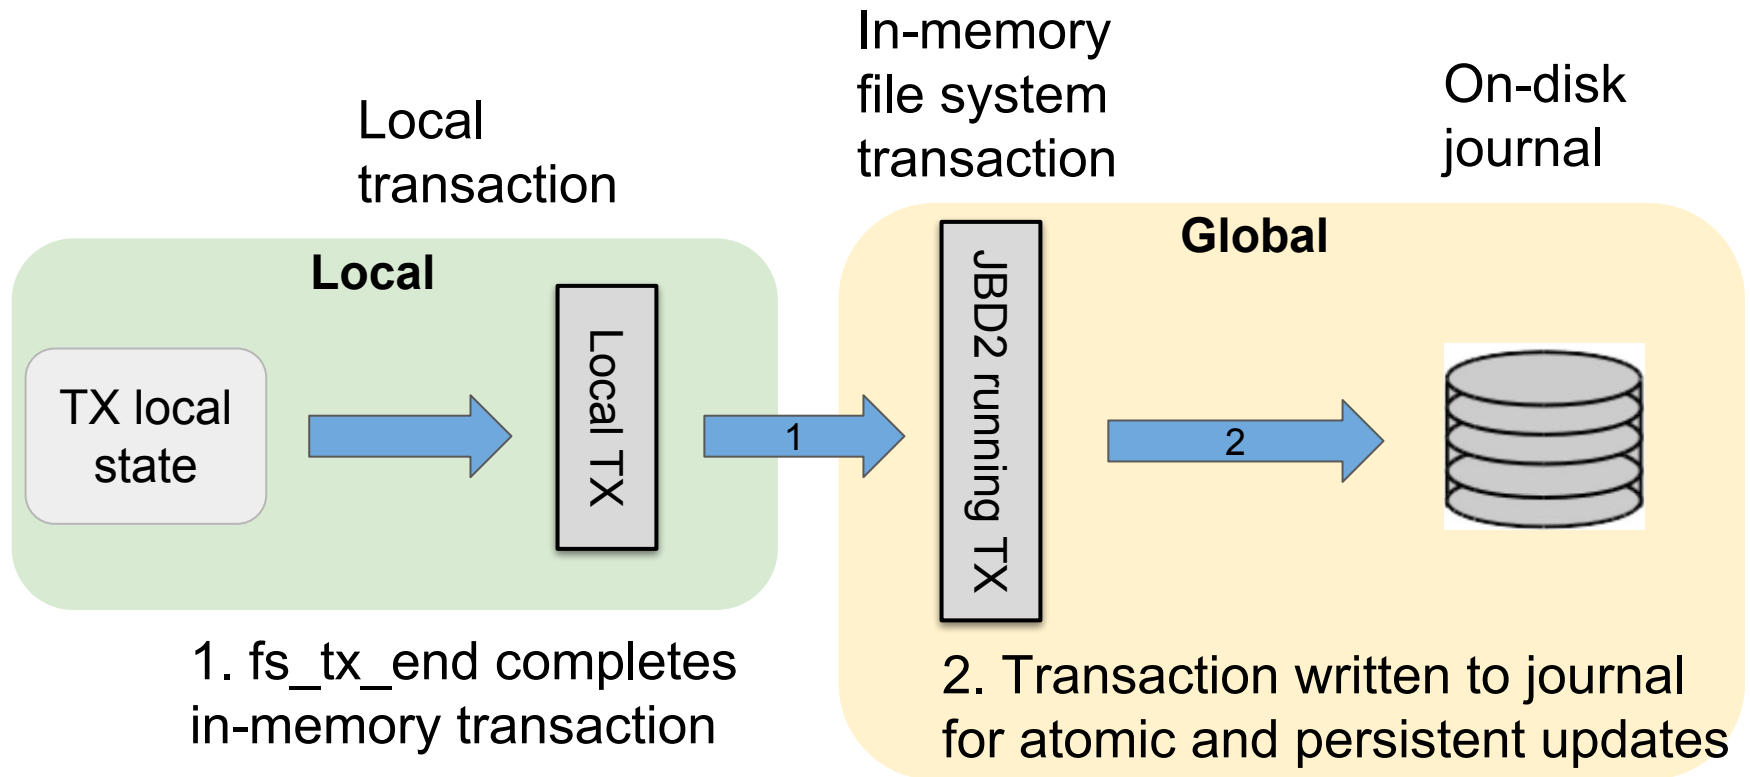 Local
transaction
In-memory
file system
transaction
On-disk
journal
Local
Global
TX local
state
Local TX
1
JBD2 running TX
2
1. fs_tx_end completes
in-memory transaction
2. Transaction written to journal
for atomic and persistent updates